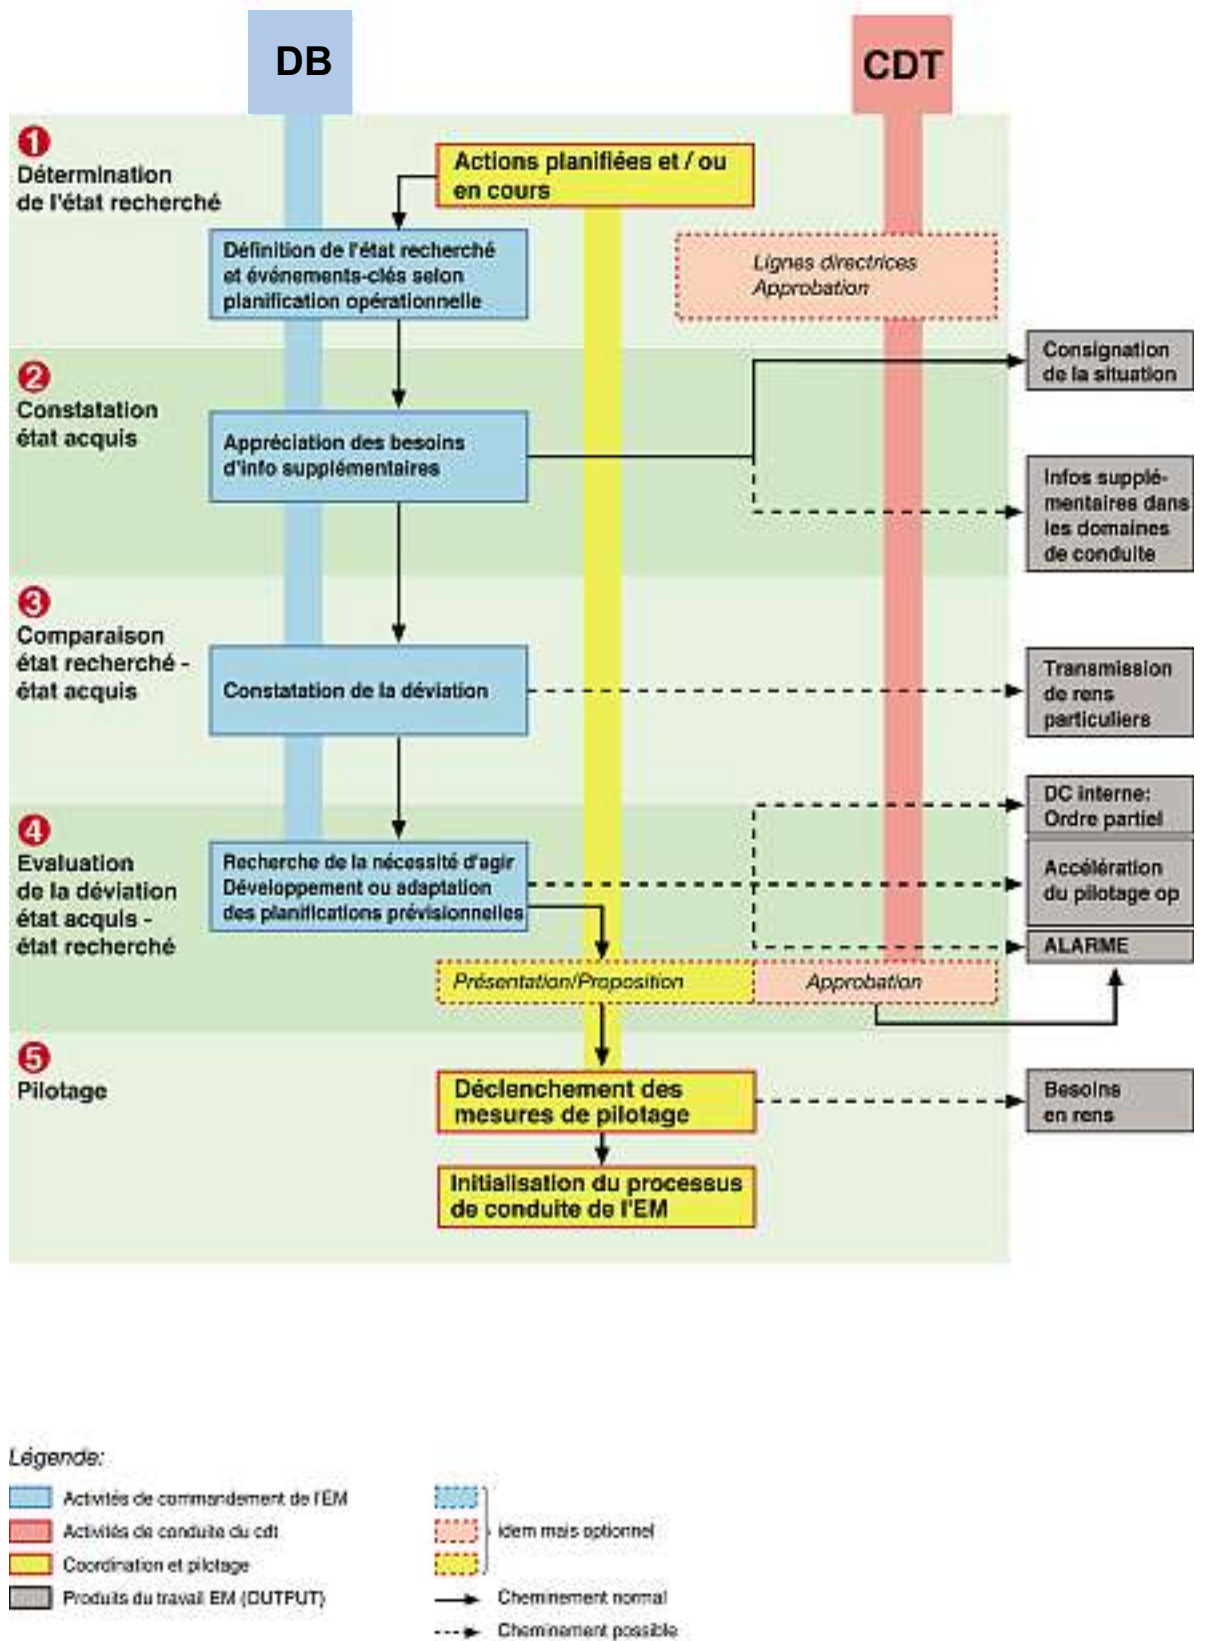 DB
CDT
1
Détermination
de l'état recherché
Actions planifiées et / ou
en cours
Définition de l'état recherché
et événements-clés selon
planification opérationnelle
Lignes directrices
Approbation
2
Constatation
état acquis
Appréciation des besoins
d'info supplémentaires
Consignation
de la situation
Infos supplé-
mentaires dans
les domaines
de conduite
3
Comparaison
état recherché -
état acquis
Constatation de la déviation
Transmission
de rens
particuliers
4
Evaluation
de la déviation
état acquis -
état recherché
Recherche de la nécessité d'agir
Développement ou adaptation
des planifications prévisionnelles
DC interne:
Ordre partiel
Accélération
du pilotage op
ALARME
Présentation/Proposition
Approbation
5
Pilotage
Déclenchement des
mesures de pilotage
Besoins
en rens
Initialisation du processus
de conduite de l'EM
Légende:
Activités de commandement de l'EM
Activités de conduite du cdt
Coordination et pilotage
Produits du travail EM (OUTPUT)
idem mais optionnel
Cheminement normal
Cheminement possible